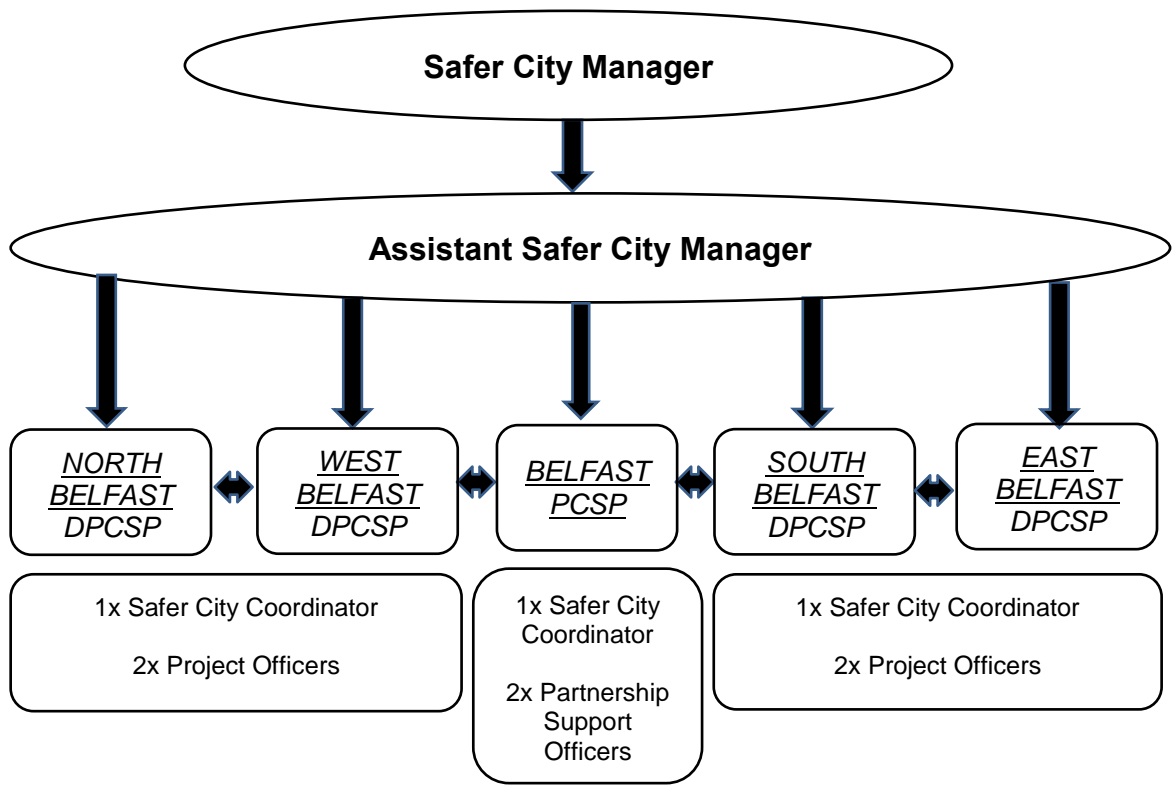 Safer City Manager
Assistant Safer City Manager
NORTH
BELFAST
DPCSP
WEST
BELFAST
DPCSP
BELFAST
PCSP
SOUTH
BELFAST
DPCSP
EAST
BELFAST
DPCSP
1x Safer City Coordinator
2x Project Officers
1x Safer City
Coordinator
2x Partnership
Support
Officers
1x Safer City Coordinator
2x Project Officers